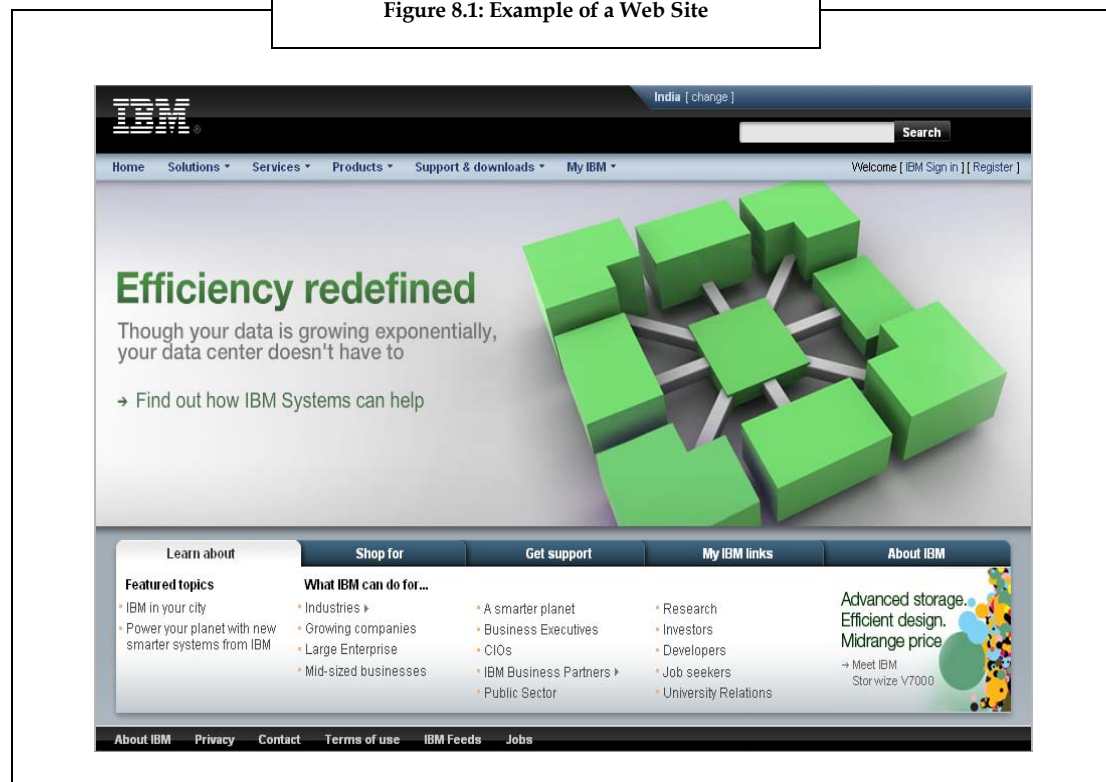 Figure 8.1: Example of a Web Site
India [ change ]
IBM®
Search
Home Solutions Services Products Support & downloads My IBM Welcome [ IBM Sign in ] [ Register ]
Efficiency redefined
Though your data is growing exponentially,
your data center doesn't have to
→ Find out how IBM Systems can help
Learn about Shop for Get support My IBM links About IBM
Featured topics
IBM in your city
Power your planet with new
smarter systems from IBM
What IBM can do for...
Industries
Growing companies
Large Enterprise
Mid-sized businesses
A smarter planet
Business Executives
CIOs
IBM Business Partners
Public Sector
Research
Investors
Developers
Job seekers
University Relations
Advanced storage.
Efficient design.
Midrange price
→ Meet IBM
Storwize V7000
About IBM Privacy Contact Terms of use IBM Feeds Jobs